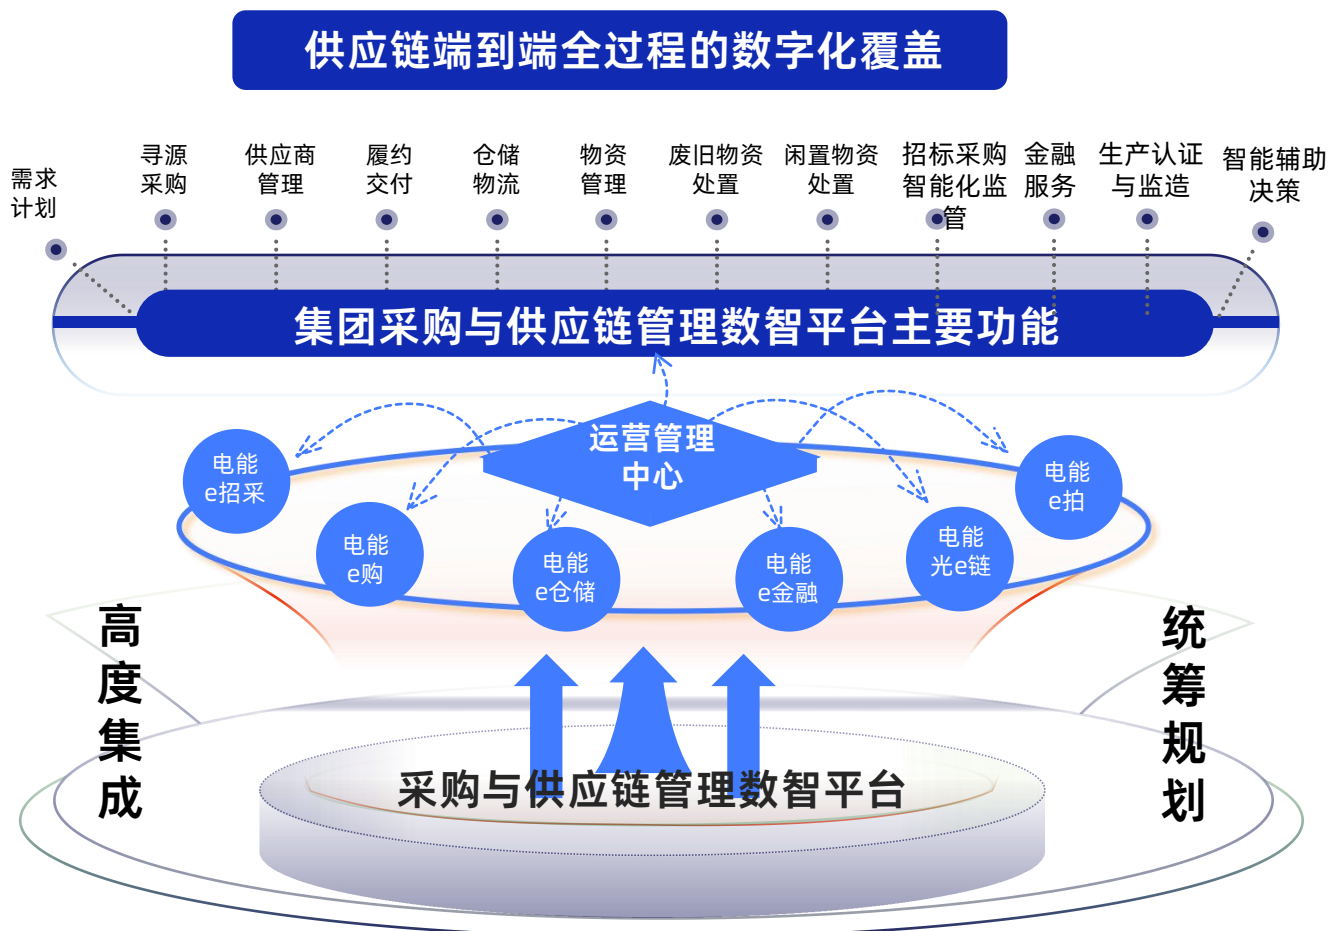 供应链端到端全过程的数字化覆盖
需求
计划
寻源
采购
供应商
管理
履约
交付
仓储
物流
物资
管理
废旧物资
处置
闲置物资
处置
招标采购
智能化监
管
金融
服务
生产认证
与监造
智能辅助
决策
集团采购与供应链管理数智平台主要功能
运营管理
中心
电能
e招采
电能
e购
电能
e仓储
电能
e金融
电能
光e链
电能
e拍
高
度
集
成
统
筹
规
划
采购与供应链管理数智平台